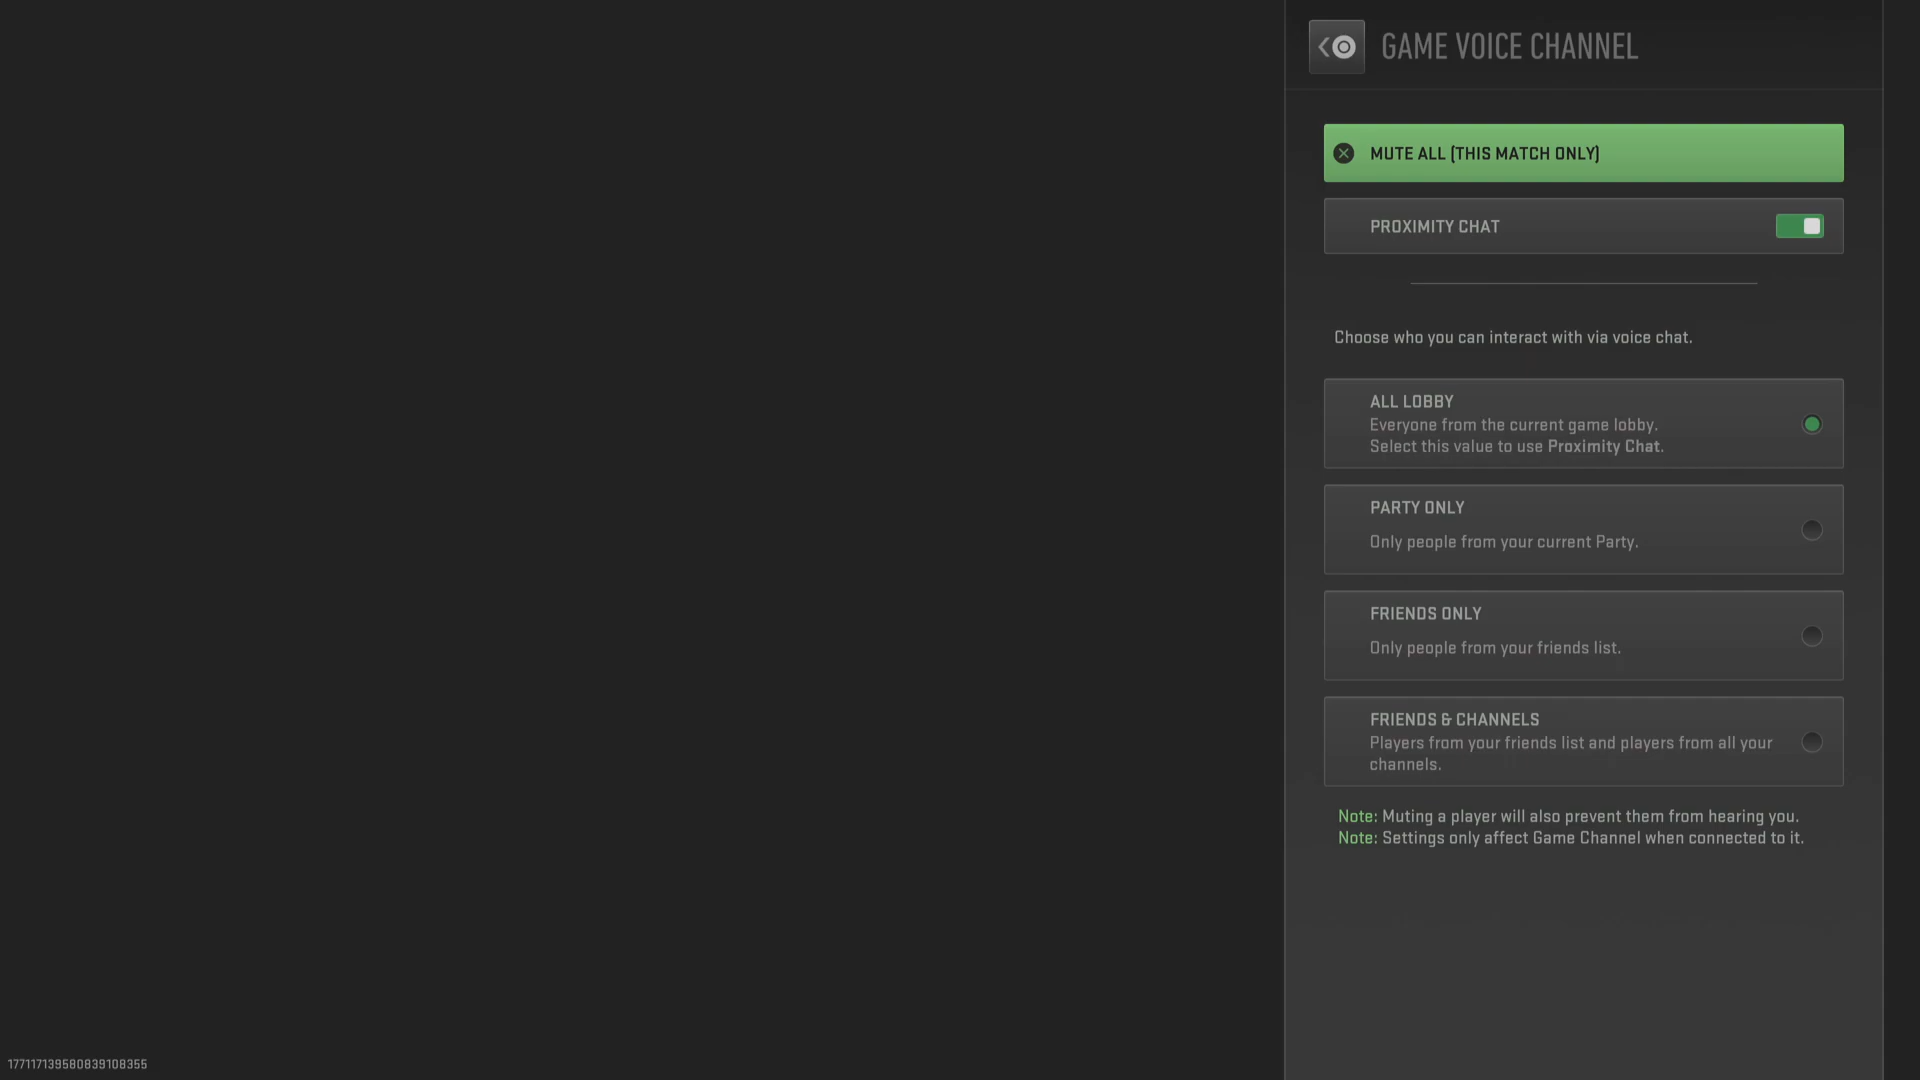 GAME VOICE CHANNEL
MUTE ALL (THIS MATCH ONLY)
PROXIMITY CHAT
Choose who you can interact with via voice chat.
ALL LOBBY
Everyone from the current game lobby.
Select this value to use Proximity Chat.
PARTY ONLY
Only people from your current Party.
FRIENDS ONLY
Only people from your friends list.
FRIENDS & CHANNELS
Players from your friends list and players from all your
channels.
Note: Muting a player will also prevent them from hearing you.
Note: Settings only affect Game Channel when connected to it.
177117139580839108355